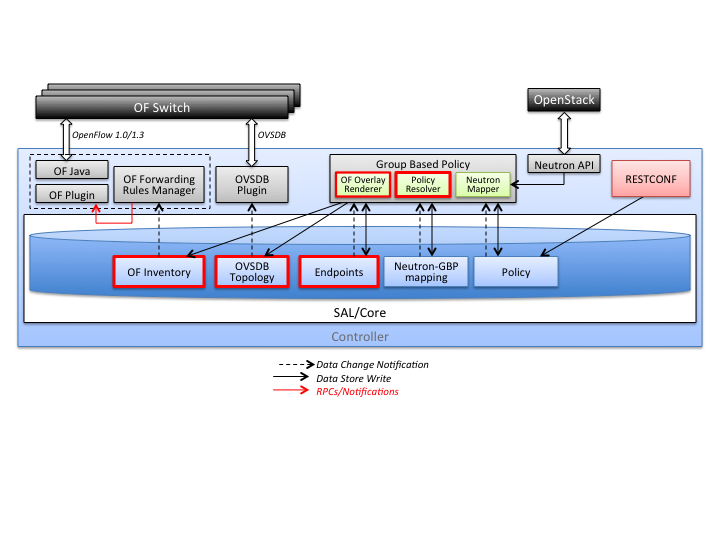 OF Switch
OpenStack
OpenFlow 1.0/1.3
OVSDB
OF Java
OF Plugin
OF Forwarding
Rules Manager
OVSDB
Plugin
Group Based Policy
OF Overlay
Renderer
Policy
Resolver
Neutron
Mapper
Neutron API
RESTCONF
OF Inventory
OVSDB
Topology
Endpoints
Neutron-GBP
mapping
Policy
SAL/Core
Controller
Data Change Notification
Data Store Write
RPCs/Notifications